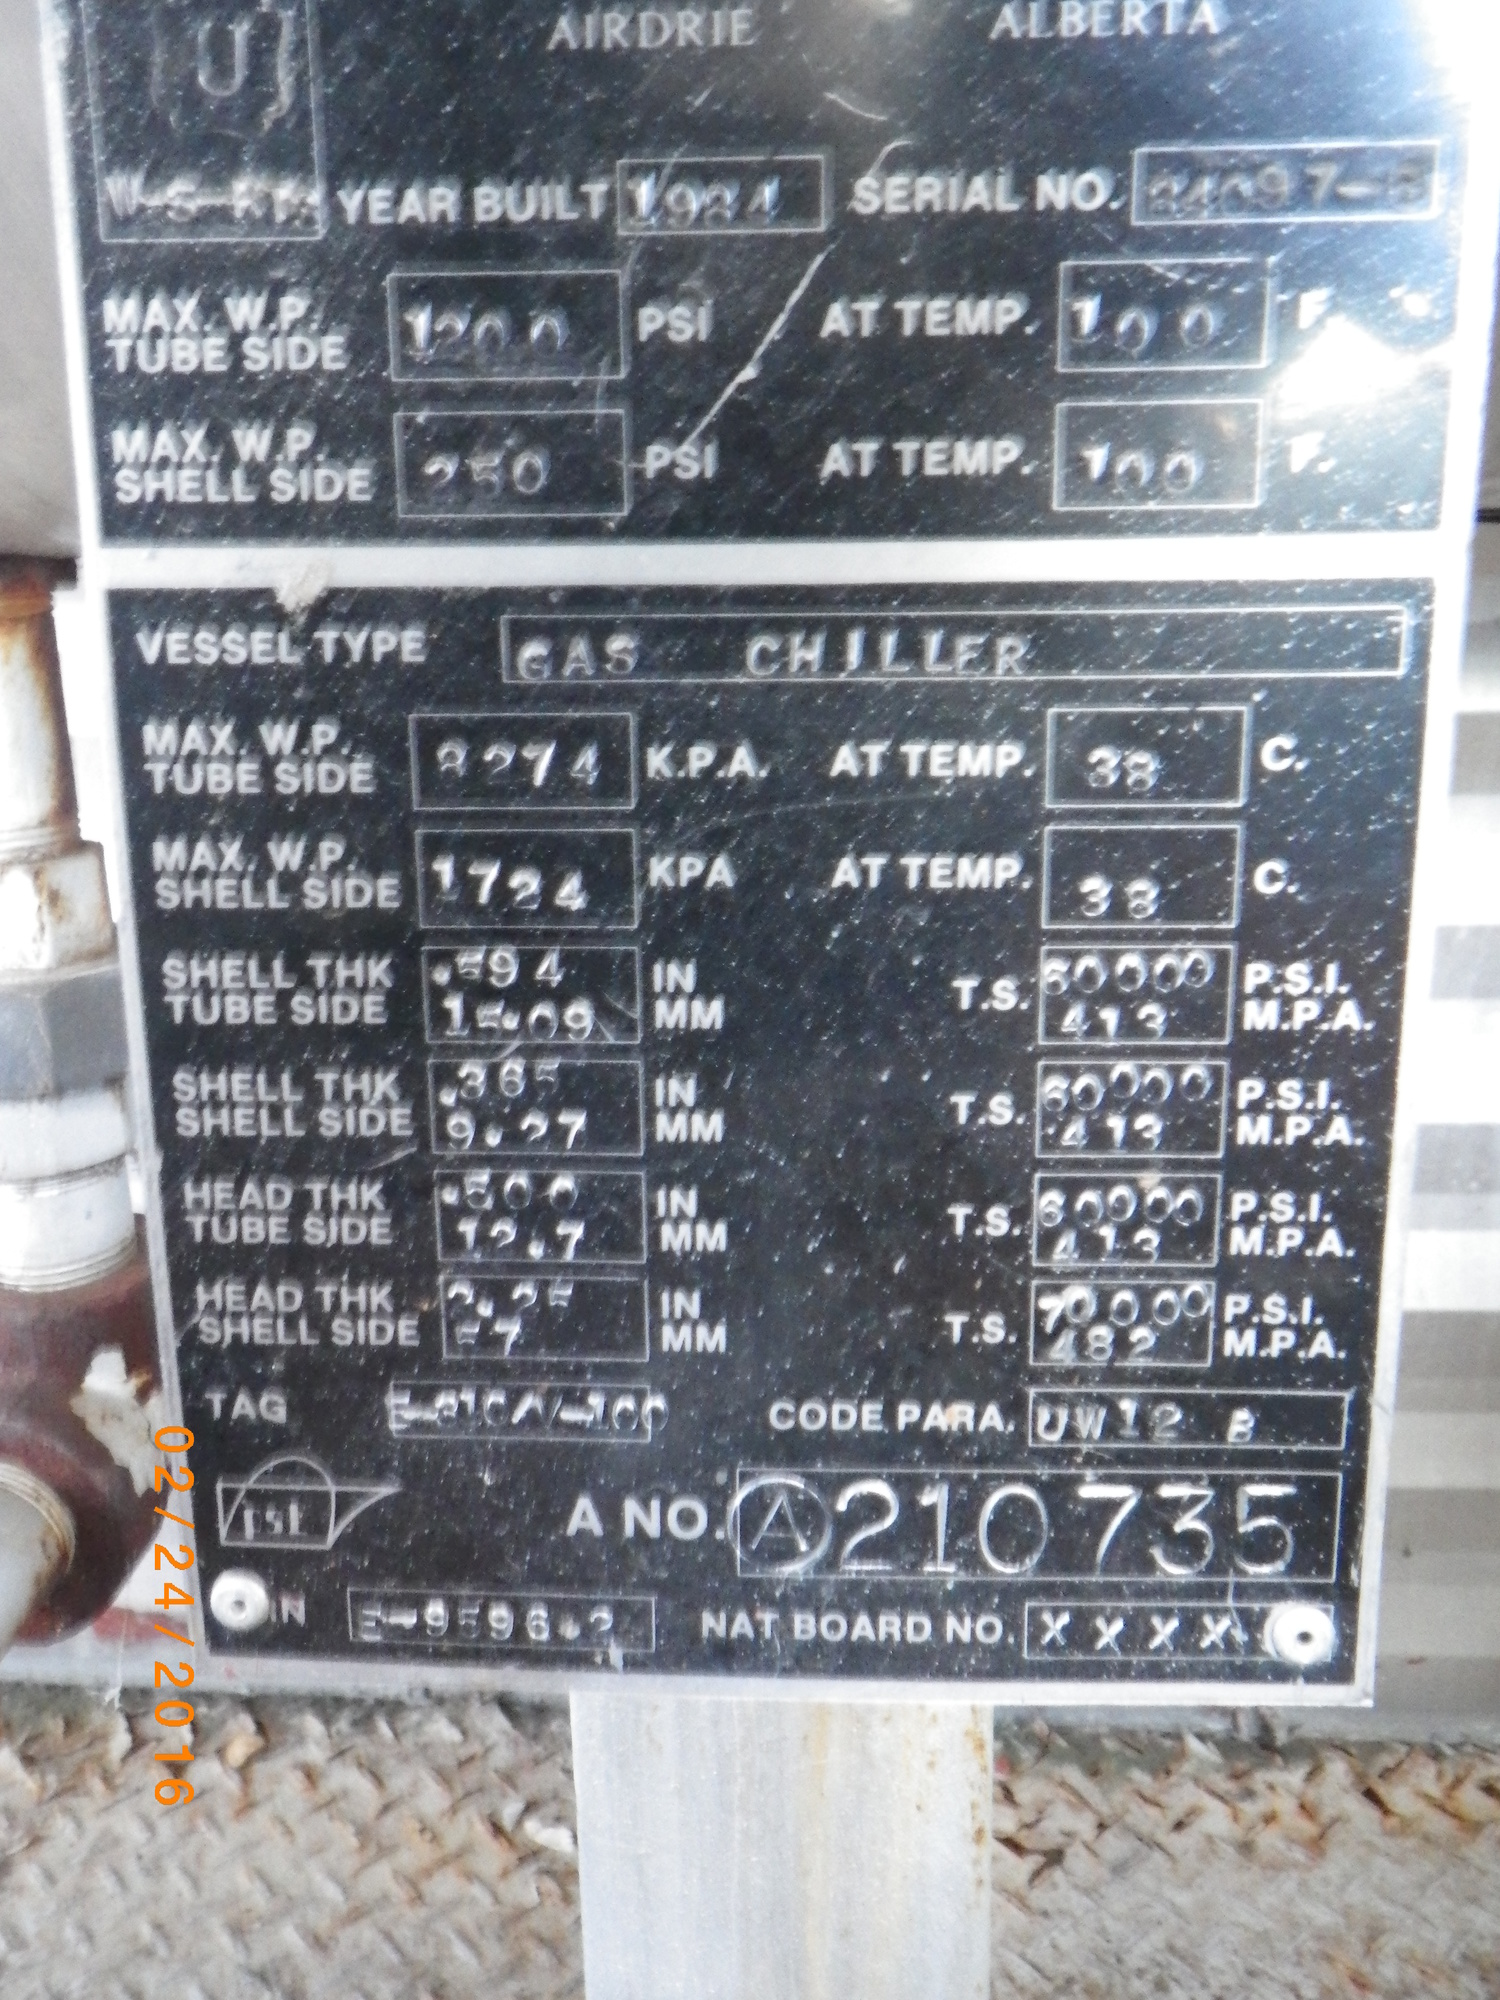 AIRDRIE ALBERTA
U
YEAR BUILT 1984 SERIAL NO.
MAX. W.P. TUBE SIDE 1200 PSI AT TEMP. 100 F.
MAX. W.P. SHELL SIDE 250 PSI AT TEMP. 100 F.
VESSEL TYPE GAS CHILLER
MAX. W.P. TUBE SIDE 8274 K.P.A. AT TEMP. 38 C.
MAX. W.P. SHELL SIDE 1724 KPA AT TEMP. 38 C.
SHELL THK .594 IN T.S. 60000 P.S.I.
TUBE SIDE 15.09 MM 413 M.P.A.
SHELL THK .365 IN T.S. 60000 P.S.I.
SHELL SIDE 9.27 MM 413 M.P.A.
HEAD THK .500 IN T.S. 60000 P.S.I.
TUBE SIDE 12.7 MM 413 M.P.A.
HEAD THK 2.25 IN T.S. 70000 P.S.I.
SHELL SIDE 57 MM 482 M.P.A.
TAG CODE PARA. UW12 B
A NO. A 210735
E-9596.2 NAT BOARD NO. X X X X
02/24/2016